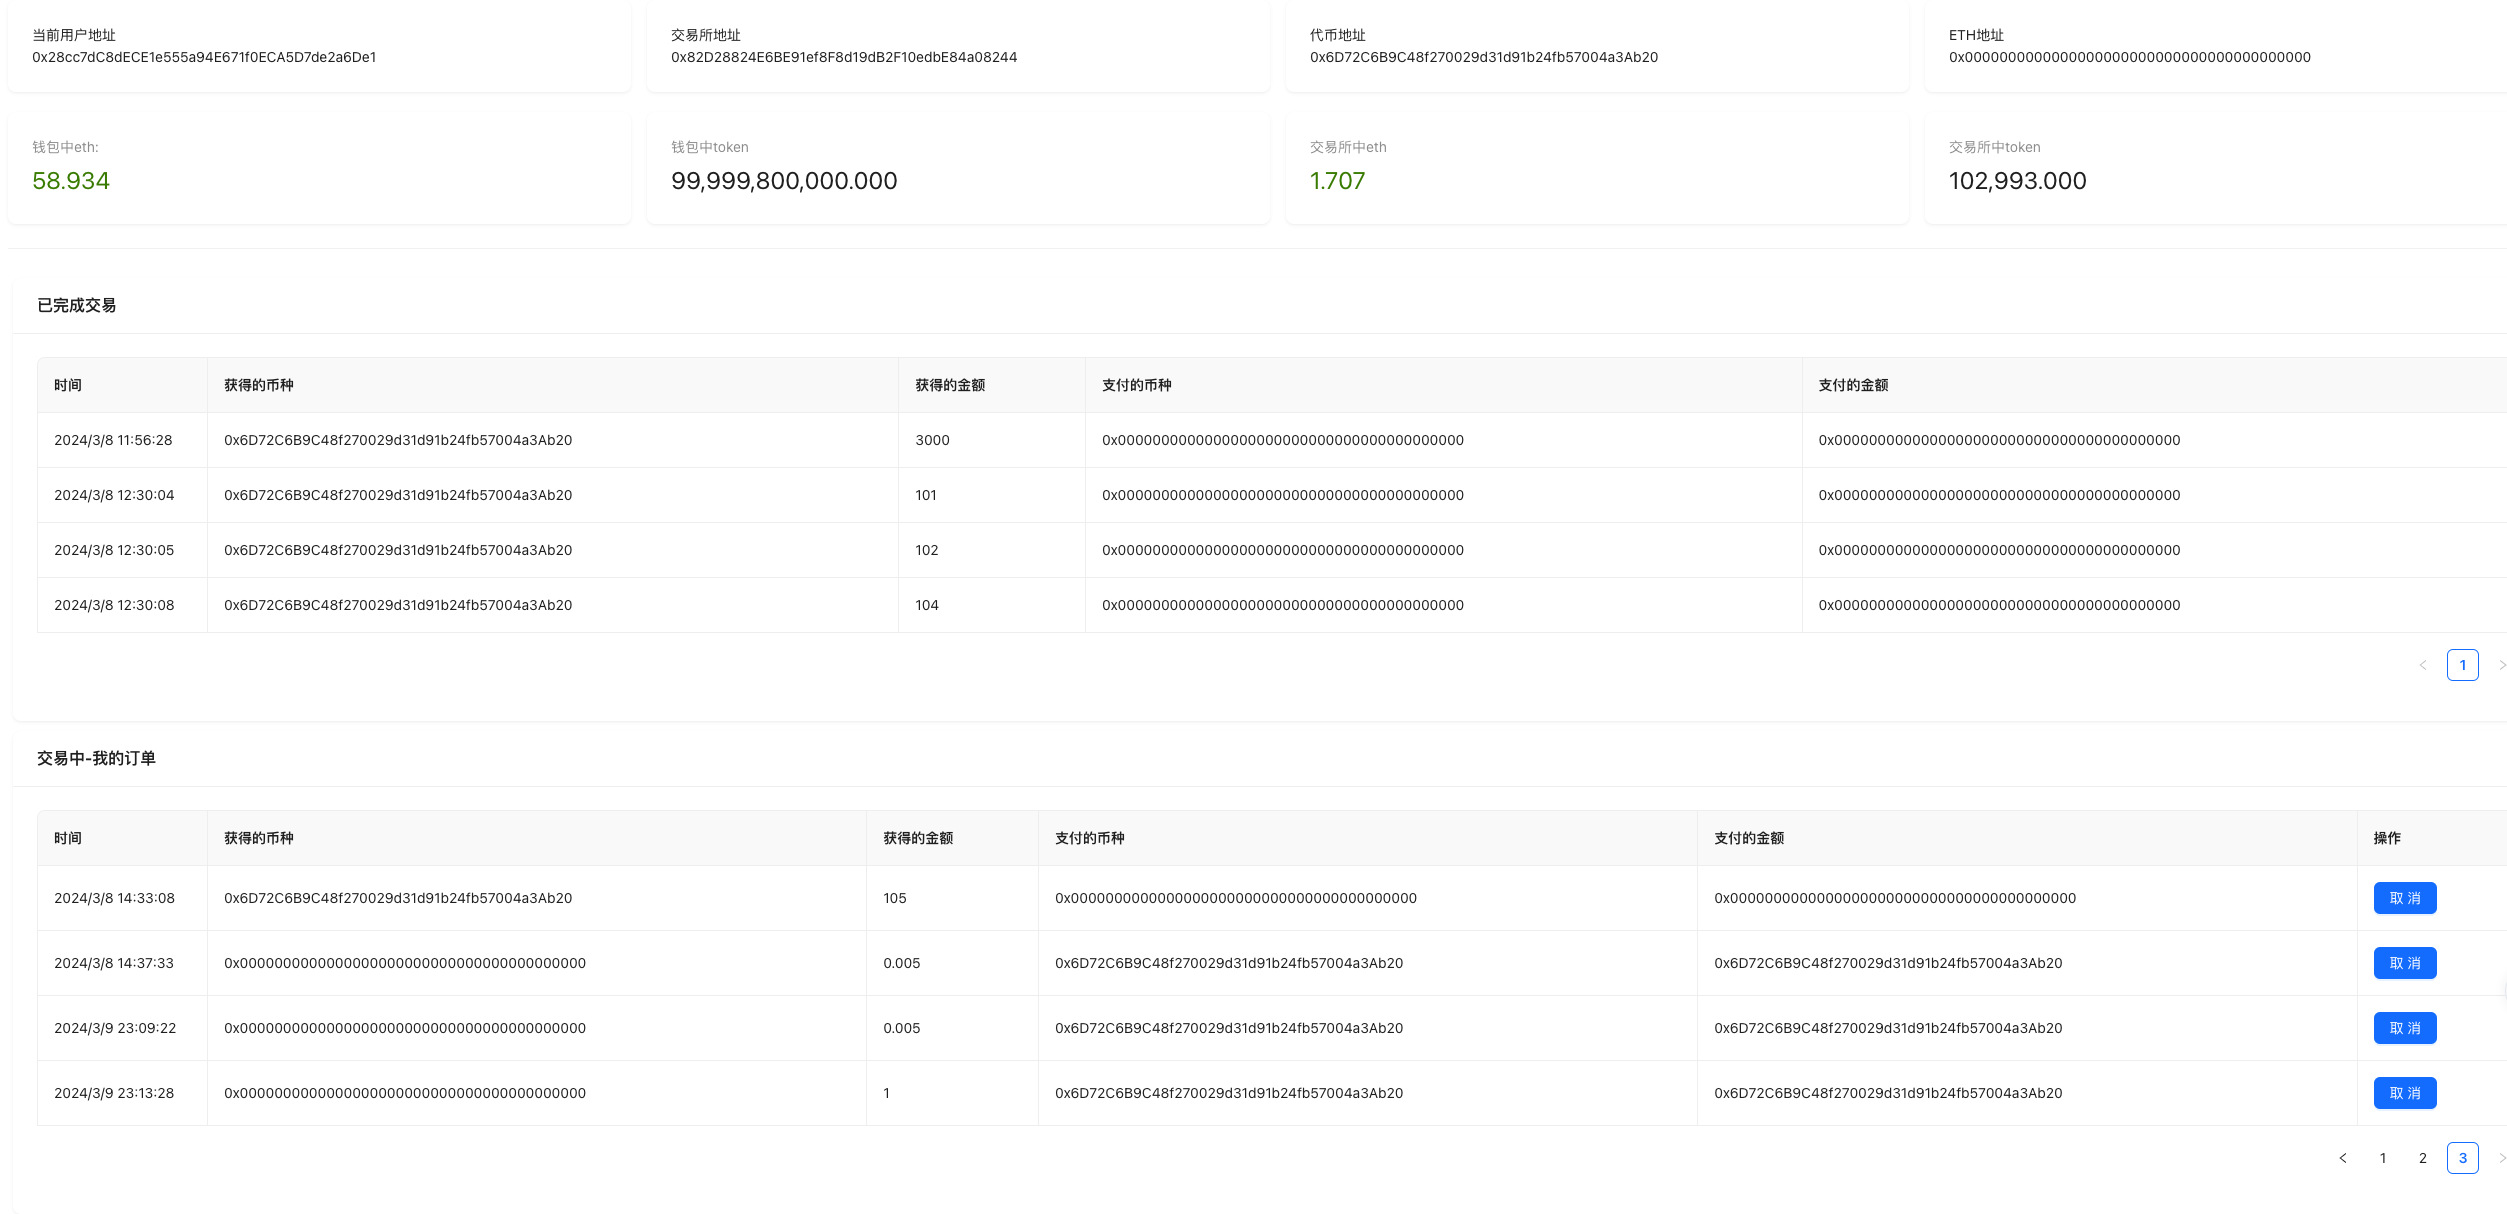 当前用户地址
0x28cc7dC8dECE1e555a94E671f0ECA5D7de2a6De1
交易所地址
0x82D28824E6BE91ef8F8d19dB2F10edbE84a08244
代币地址
0x6D72C6B9C48f270029d31d91b24fb57004a3Ab20
ETH地址
0x0000000000000000000000000000000000000000
钱包中eth:
58.934
钱包中token
99,999,800,000.000
交易所中eth
1.707
交易所中token
102,993.000
已完成交易
时间 获得的币种 获得的金额 支付的币种 支付的金额
2024/3/8 11:56:28 0x6D72C6B9C48f270029d31d91b24fb57004a3Ab20 3000 0x0000000000000000000000000000000000000000 0x0000000000000000000000000000000000000000
2024/3/8 12:30:04 0x6D72C6B9C48f270029d31d91b24fb57004a3Ab20 101 0x0000000000000000000000000000000000000000 0x0000000000000000000000000000000000000000
2024/3/8 12:30:05 0x6D72C6B9C48f270029d31d91b24fb57004a3Ab20 102 0x0000000000000000000000000000000000000000 0x0000000000000000000000000000000000000000
2024/3/8 12:30:08 0x6D72C6B9C48f270029d31d91b24fb57004a3Ab20 104 0x0000000000000000000000000000000000000000 0x0000000000000000000000000000000000000000
< 1 >
交易中-我的订单
时间 获得的币种 获得的金额 支付的币种 支付的金额 操作
2024/3/8 14:33:08 0x6D72C6B9C48f270029d31d91b24fb57004a3Ab20 105 0x0000000000000000000000000000000000000000 0x0000000000000000000000000000000000000000 取 消
2024/3/8 14:37:33 0x0000000000000000000000000000000000000000 0.005 0x6D72C6B9C48f270029d31d91b24fb57004a3Ab20 0x6D72C6B9C48f270029d31d91b24fb57004a3Ab20 取 消
2024/3/9 23:09:22 0x0000000000000000000000000000000000000000 0.005 0x6D72C6B9C48f270029d31d91b24fb57004a3Ab20 0x6D72C6B9C48f270029d31d91b24fb57004a3Ab20 取 消
2024/3/9 23:13:28 0x0000000000000000000000000000000000000000 1 0x6D72C6B9C48f270029d31d91b24fb57004a3Ab20 0x6D72C6B9C48f270029d31d91b24fb57004a3Ab20 取 消
< 1 2 3 >